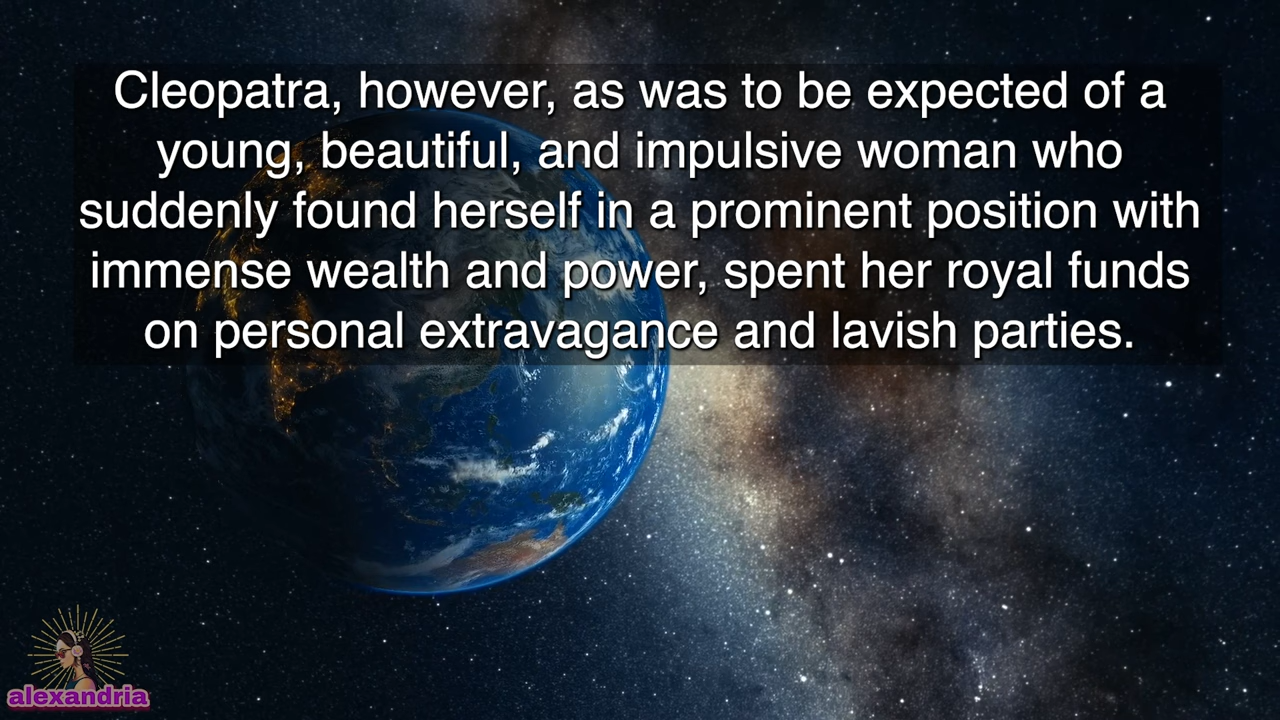 Cleopatra, however, as was to be expected of a
young, beautiful, and impulsive woman who
suddenly found herself in a prominent position with
immense wealth and power, spent her royal funds
on personal extravagance and lavish parties.
alexandria